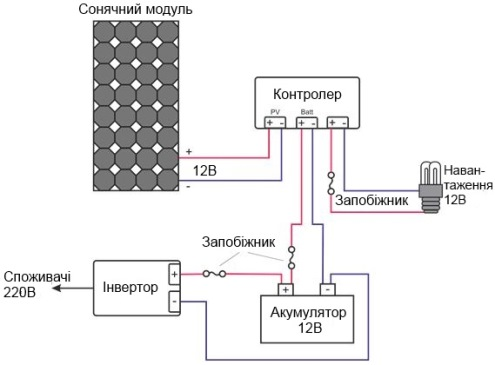 Сонячний модуль
Контролер
PV Batt
+ - + - + -
+
12В
-
Наван-
таження
12В
Запобіжник
Запобіжник
Споживачі
220В
Інвертор
+
-
+ -
Акумулятор
12В